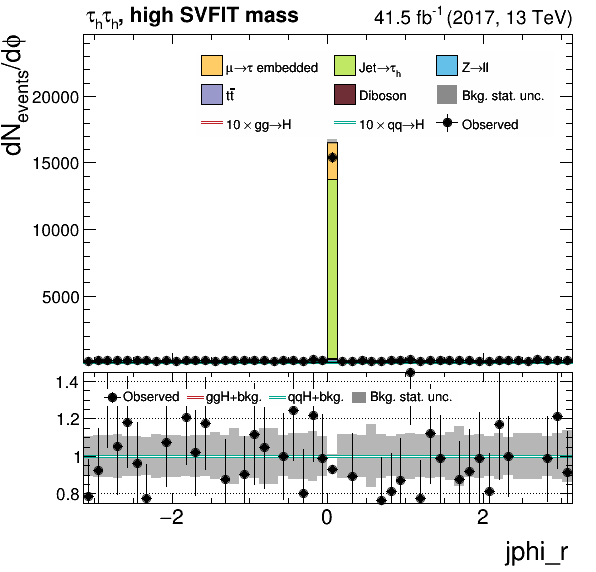 τhτh, high SVFIT mass 41.5 fb⁻¹ (2017, 13 TeV)
dNevents/dϕ
μ→τ embedded Jet→τh Z→ll
tt̅ Diboson Bkg. stat. unc.
10 × gg→H 10 × qq→H Observed
20000
15000
10000
5000
1.4
Observed ggH+bkg. qqH+bkg. Bkg. stat. unc.
1.2
1
0.8
−2 0 2
jphi_r